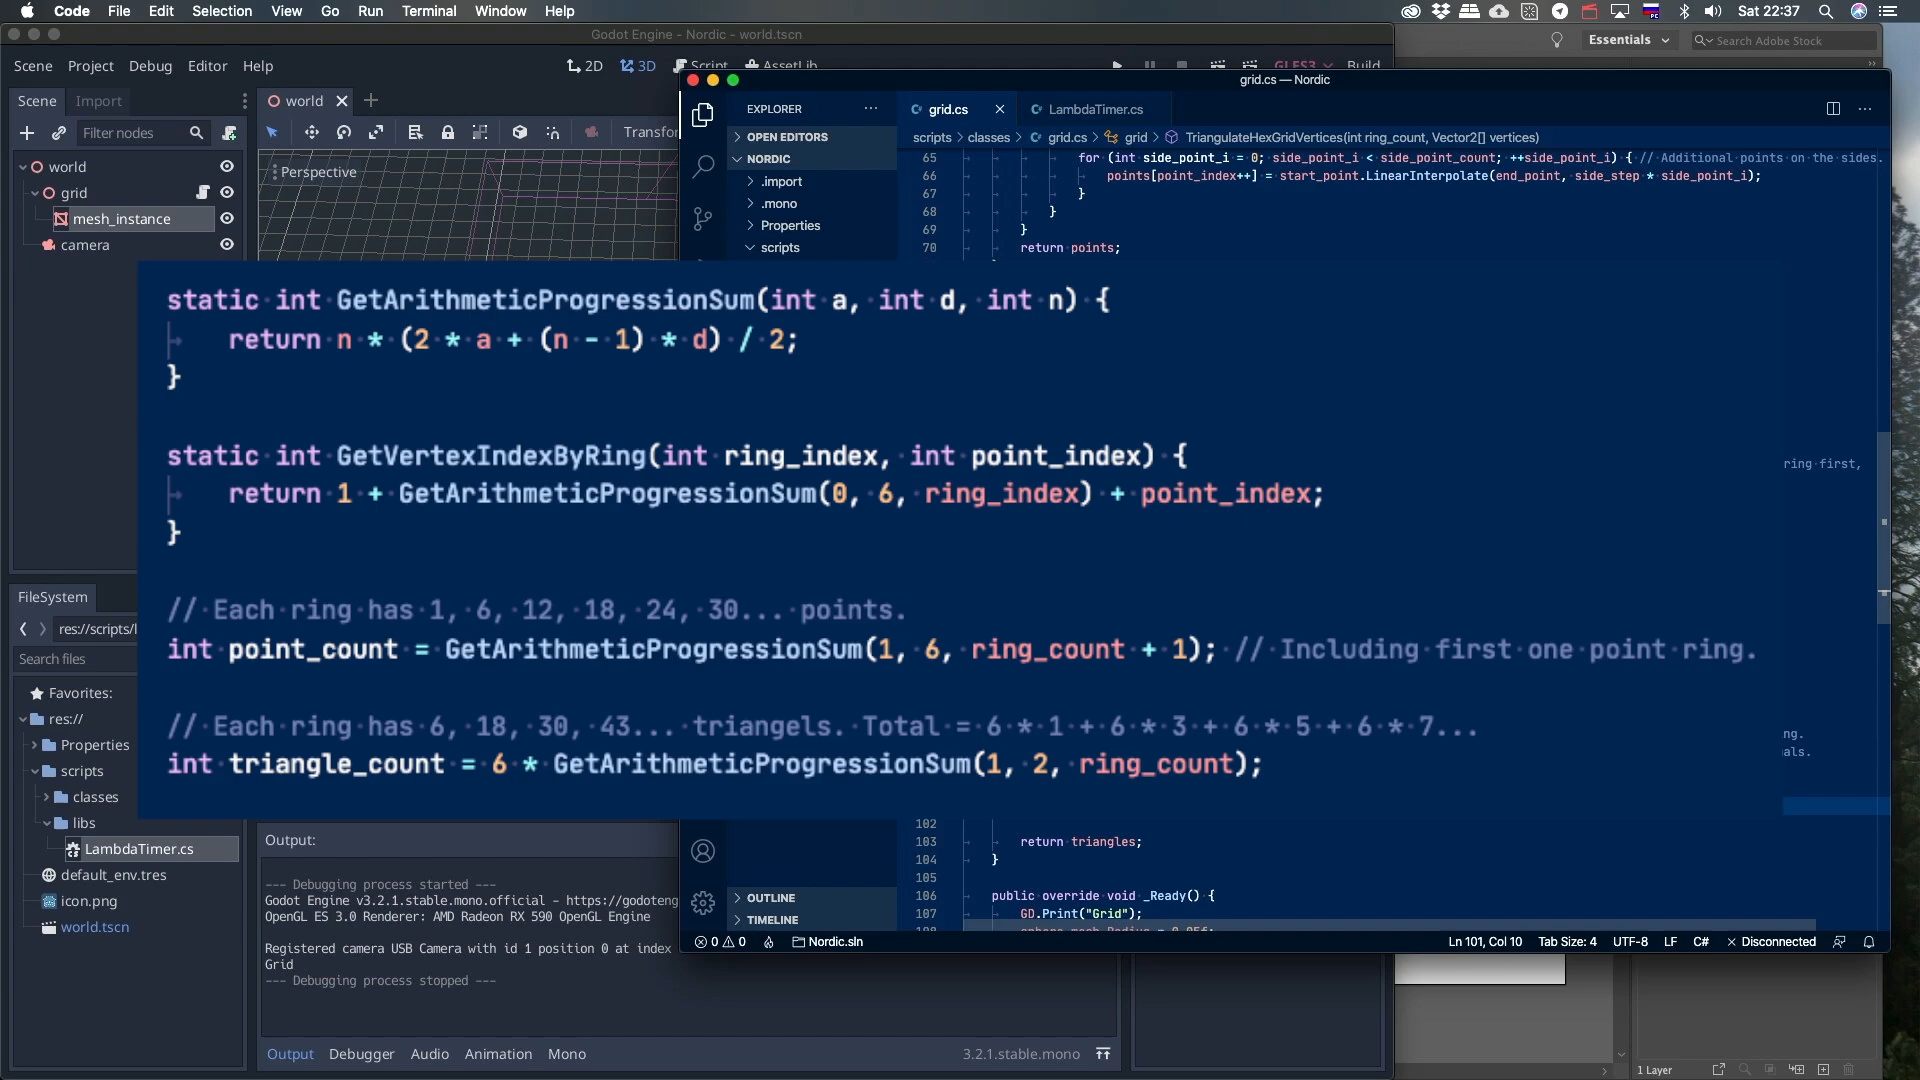 Code File Edit Selection View Go Run Terminal Window Help
Sat 22:37
Godot Engine - Nordic - world.tscn
Essentials
Search Adobe Stock
Scene Project Debug Editor Help
2D 3D Script AssetLib
GLES3 Build
grid.cs — Nordic
Scene Import
world
EXPLORER
grid.cs
LambdaTimer.cs
Filter nodes
Transfor
OPEN EDITORS
scripts > classes > grid.cs > grid > TriangulateHexGridVertices(int ring_count, Vector2[] vertices)
world
grid
mesh_instance
camera
Perspective
NORDIC
.import
.mono
Properties
scripts
65 for (int side_point_i = 0; side_point_i < side_point_count; ++side_point_i) { // Additional points on the sides.
66 points[point_index++] = start_point.LinearInterpolate(end_point, side_step * side_point_i);
67 }
68 }
69 }
70 return points;
static int GetArithmeticProgressionSum(int a, int d, int n) {
return n * (2 * a + (n - 1) * d) / 2;
}
static int GetVertexIndexByRing(int ring_index, int point_index) {
return 1 + GetArithmeticProgressionSum(0, 6, ring_index) + point_index;
}
// Each ring has 1, 6, 12, 18, 24, 30... points.
int point_count = GetArithmeticProgressionSum(1, 6, ring_count + 1); // Including first one point ring.
// Each ring has 6, 18, 30, 43... triangels. Total = 6 * 1 + 6 * 3 + 6 * 5 + 6 * 7...
int triangle_count = 6 * GetArithmeticProgressionSum(1, 2, ring_count);
ring first,
ng.
als.
FileSystem
res://scripts/l
Search files
Favorites:
res://
Properties
scripts
classes
libs
LambdaTimer.cs
default_env.tres
icon.png
world.tscn
Output:
--- Debugging process started ---
Godot Engine v3.2.1.stable.mono.official - https://godoteng
OpenGL ES 3.0 Renderer: AMD Radeon RX 590 OpenGL Engine
Registered camera USB Camera with id 1 position 0 at index
Grid
--- Debugging process stopped ---
Output Debugger Audio Animation Mono
3.2.1.stable.mono
OUTLINE
TIMELINE
102
103 return triangles;
104 }
105
106 public override void _Ready() {
107 GD.Print("Grid");
0 0 Nordic.sln
Ln 101, Col 10 Tab Size: 4 UTF-8 LF C# Disconnected
1 Layer